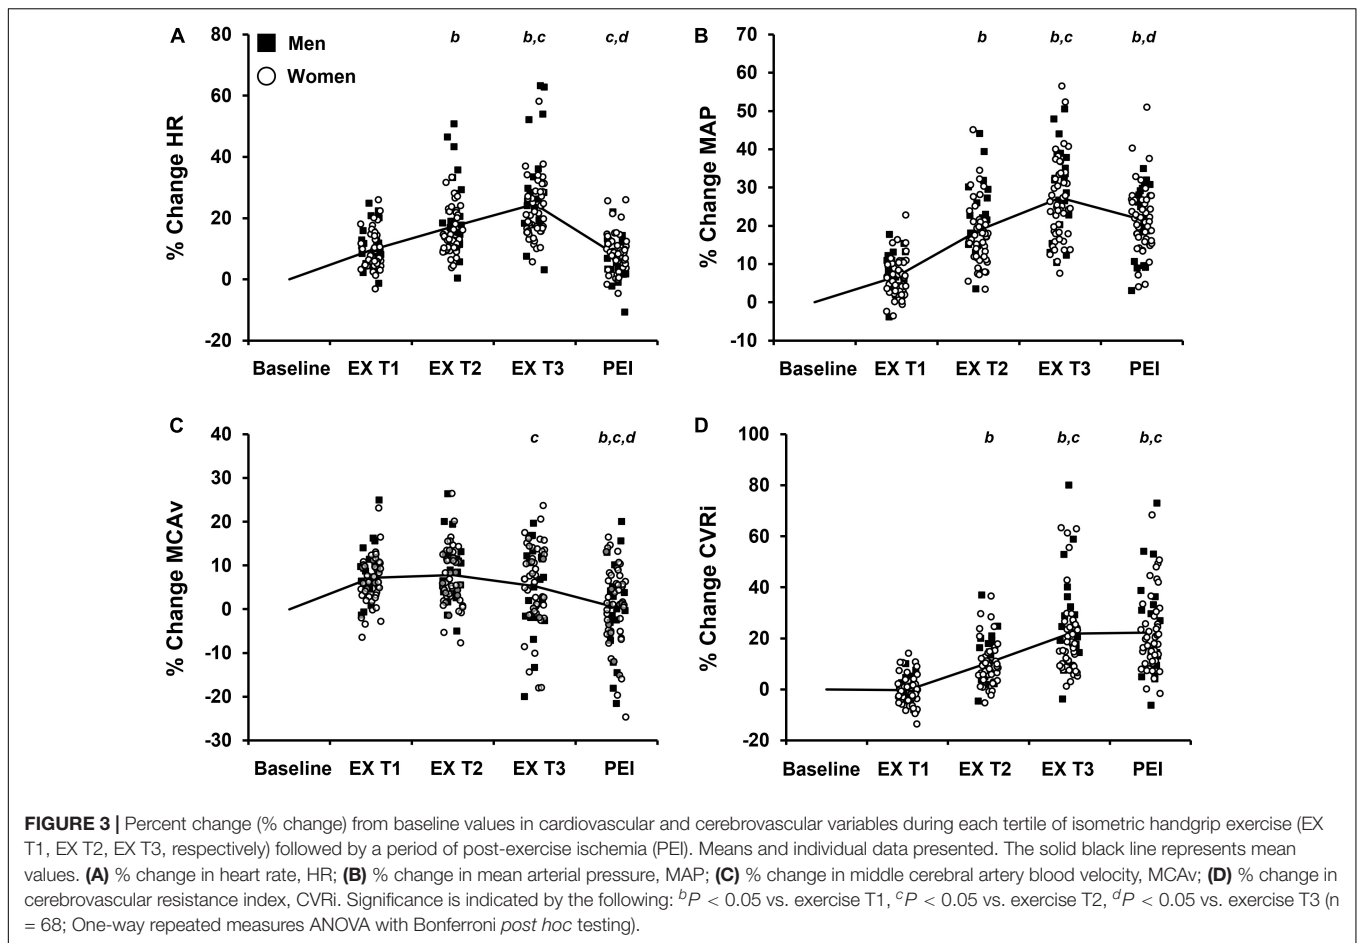 A
80
60
40
20
0
-20
% Change HR
Men
Women
b
b,c
c,d
Baseline EX T1 EX T2 EX T3 PEI
B
70
60
50
40
30
20
10
0
-10
% Change MAP
b
b,c
b,d
Baseline EX T1 EX T2 EX T3 PEI
C
40
30
20
10
0
-10
-20
-30
% Change MCAv
c
b,c,d
Baseline EX T1 EX T2 EX T3 PEI
D
100
80
60
40
20
0
-20
% Change CVRi
b
b,c
b,c
Baseline EX T1 EX T2 EX T3 PEI
FIGURE 3 | Percent change (% change) from baseline values in cardiovascular and cerebrovascular variables during each tertile of isometric handgrip exercise (EX
T1, EX T2, EX T3, respectively) followed by a period of post-exercise ischemia (PEI). Means and individual data presented. The solid black line represents mean
values. (A) % change in heart rate, HR; (B) % change in mean arterial pressure, MAP; (C) % change in middle cerebral artery blood velocity, MCAv; (D) % change in
cerebrovascular resistance index, CVRi. Significance is indicated by the following: bP < 0.05 vs. exercise T1, cP < 0.05 vs. exercise T2, dP < 0.05 vs. exercise T3 (n
= 68; One-way repeated measures ANOVA with Bonferroni post hoc testing).